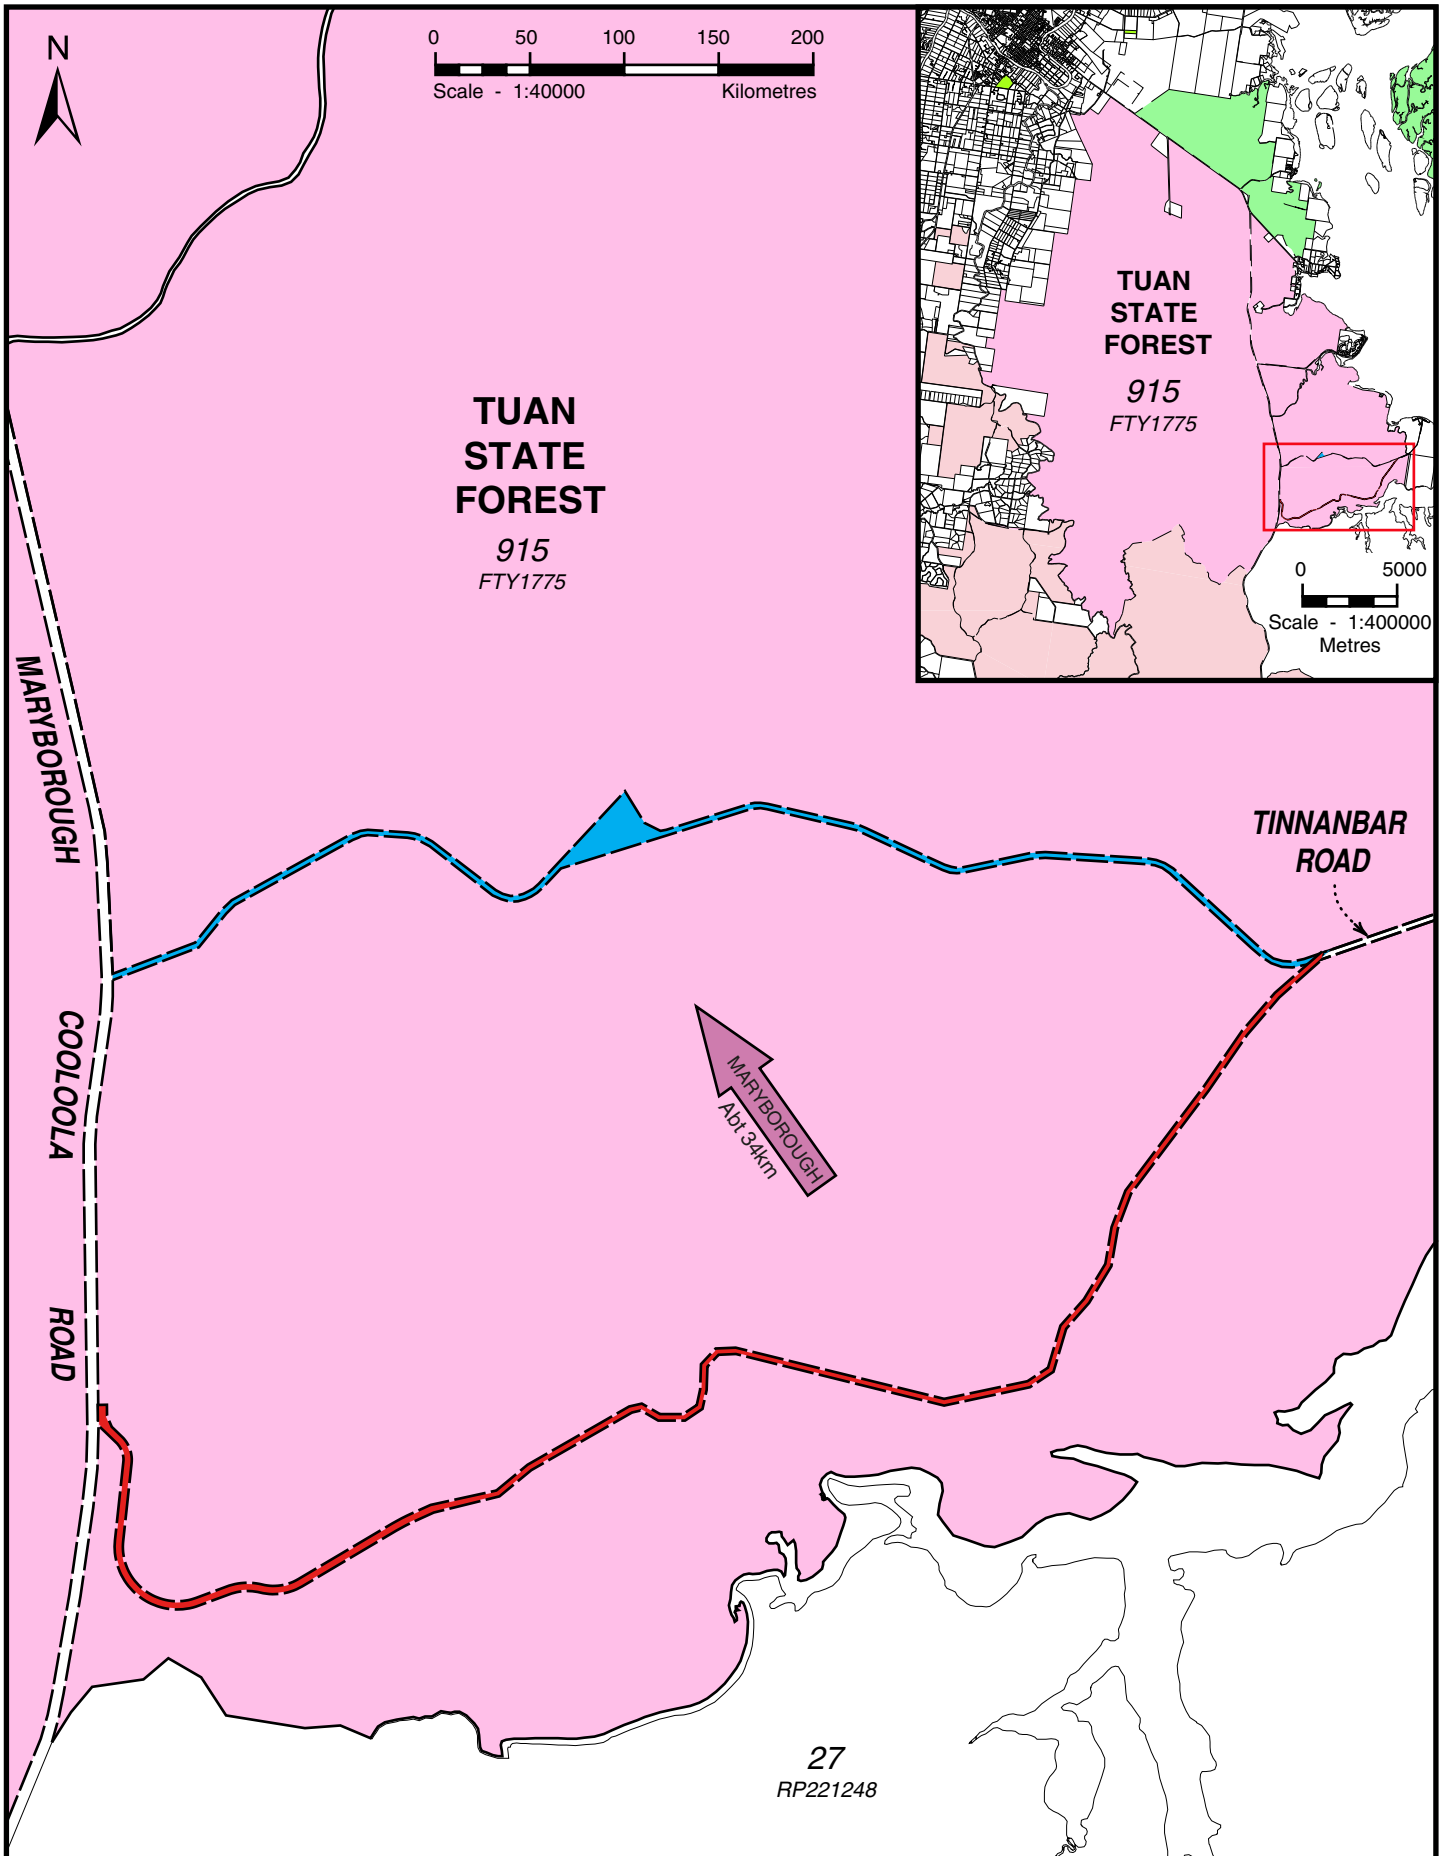 N
0 50 100 150 200
Scale - 1:40000 Kilometres
TUAN
STATE
FOREST
915
FTY1775
TUAN
STATE
FOREST
915
FTY1775
0 5000
Scale - 1:400000
Metres
MARYBOROUGH
COOLOOLA
ROAD
TINNANBAR
ROAD
MARYBOROUGH
Abt 34km
27
RP221248